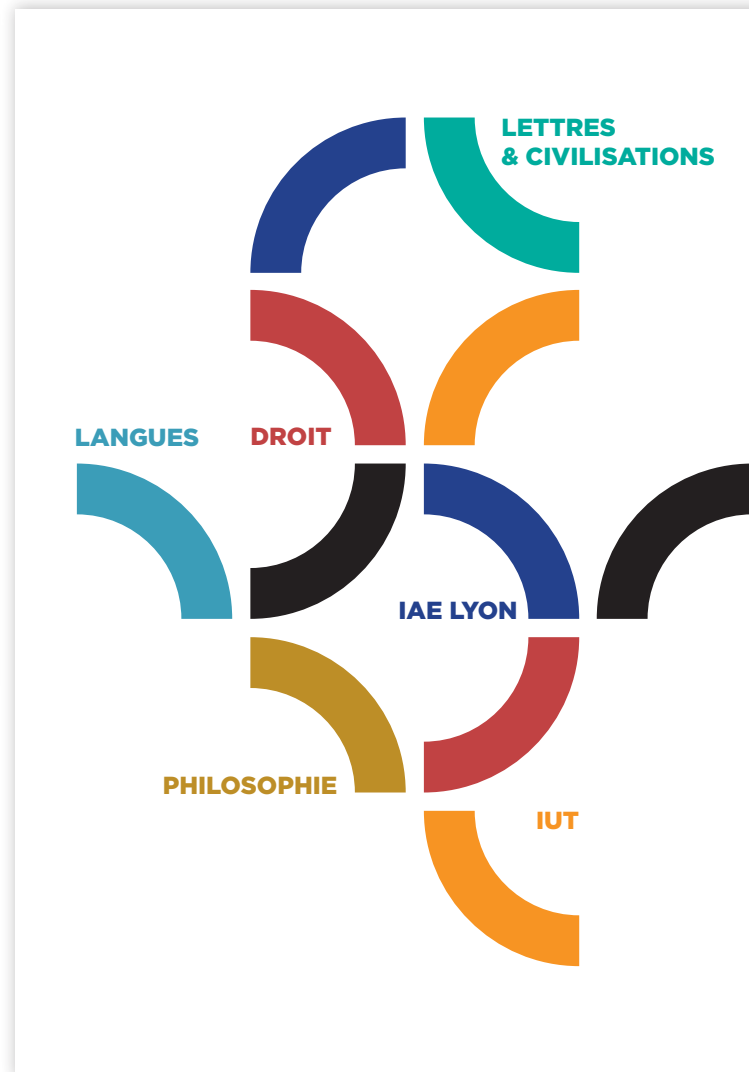 LETTRES
& CIVILISATIONS
LANGUES
DROIT
IAE LYON
PHILOSOPHIE
IUT